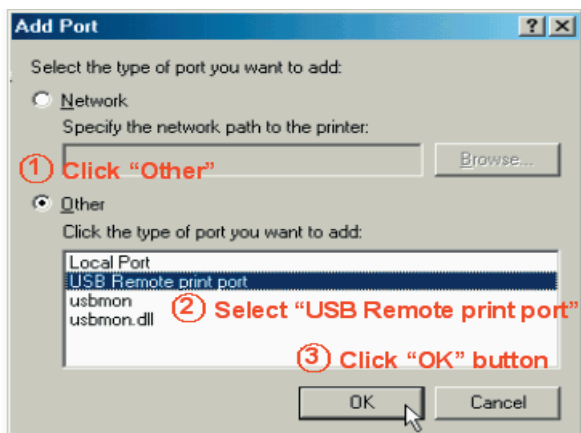 Add Port
Select the type of port you want to add:
Network
Specify the network path to the printer:
① Click “Other”
Browse...
Other
Click the type of port you want to add:
Local Port
USB Remote print port
usbmon
② Select “USB Remote print port”
usbmon.dll
③ Click “OK” button
OK
Cancel